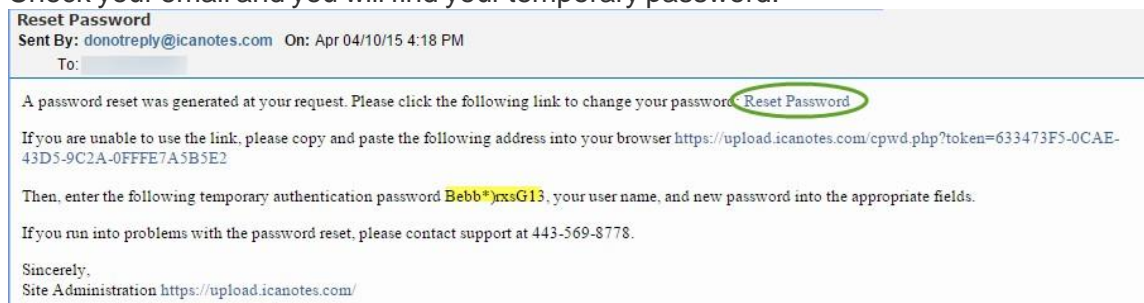 Check your email and you will find your temporary password.
Reset Password
Sent By: donotreply@icanotes.com On: Apr 04/10/15 4:18 PM
To:
A password reset was generated at your request. Please click the following link to change your password: Reset Password
If you are unable to use the link, please copy and paste the following address into your browser https://upload.icanotes.com/cpwd.php?token=633473F5-0CAE-
43D5-9C2A-0FFFE7A5B5E2
Then, enter the following temporary authentication password Bebb*)rxsG13, your user name, and new password into the appropriate fields.
If you run into problems with the password reset, please contact support at 443-569-8778.
Sincerely,
Site Administration https://upload.icanotes.com/